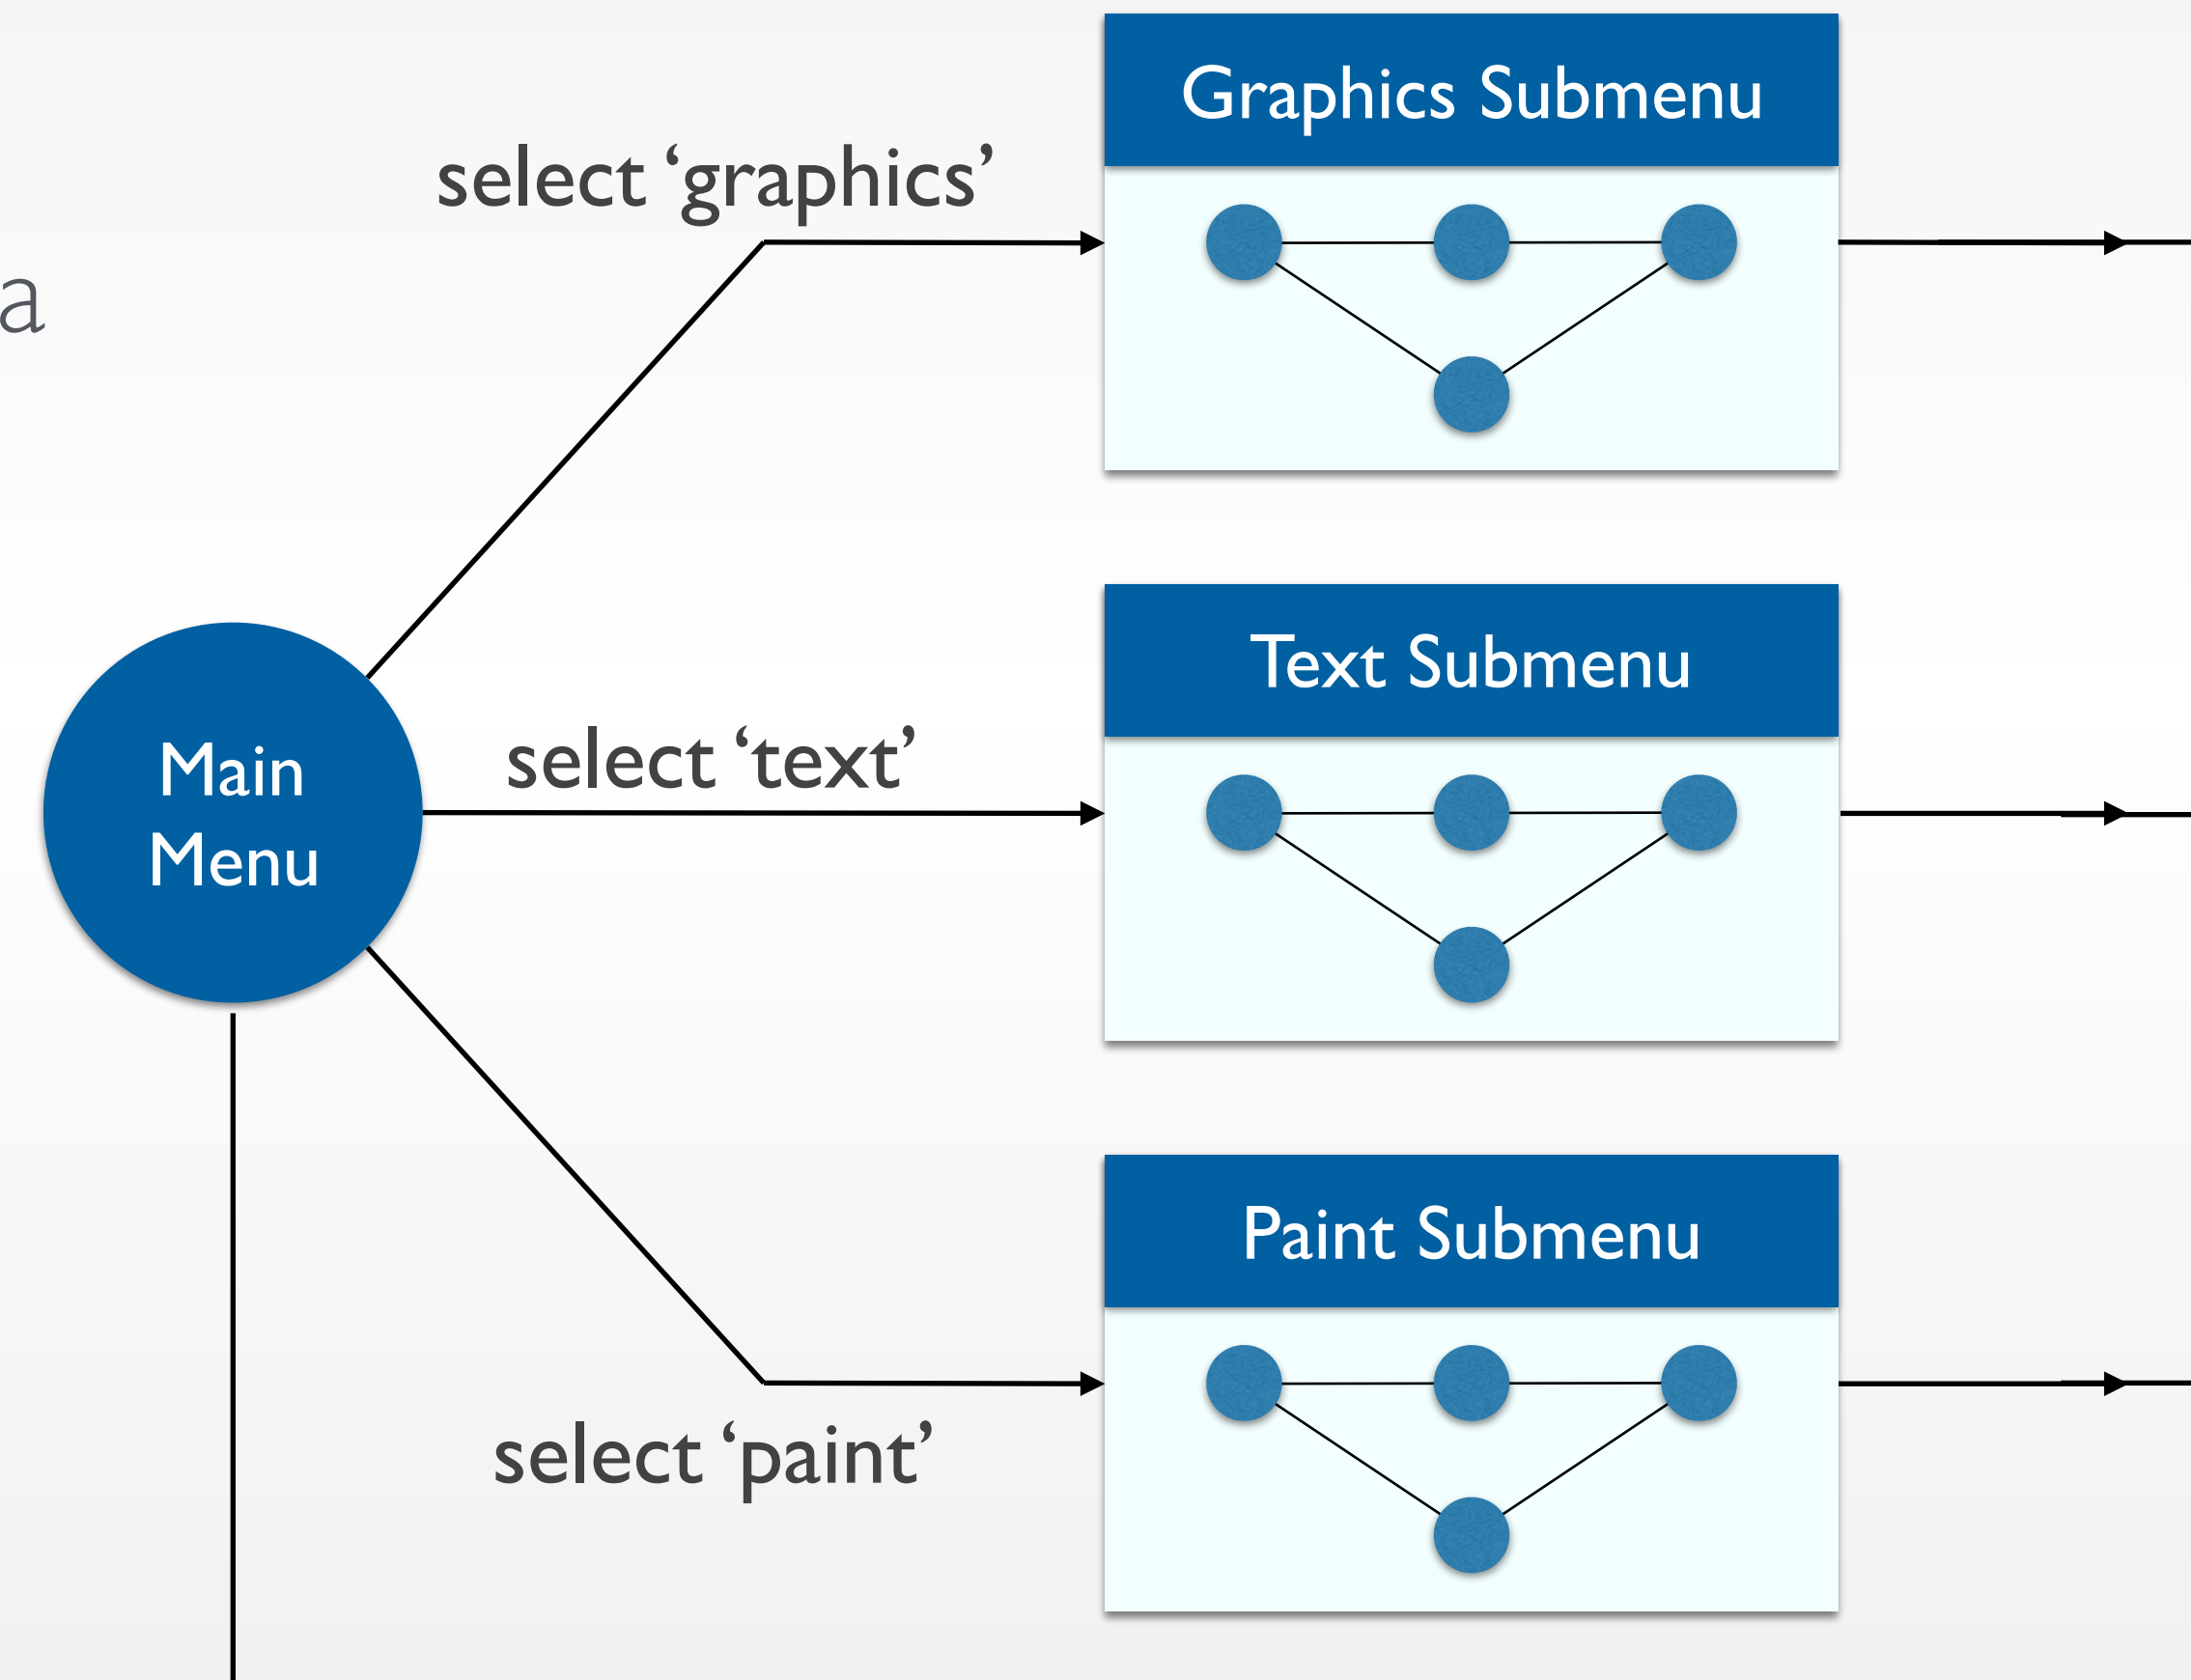 Graphics Submenu
select ‘graphics’
a
Text Submenu
Main
Menu
select ‘text’
Paint Submenu
select ‘paint’